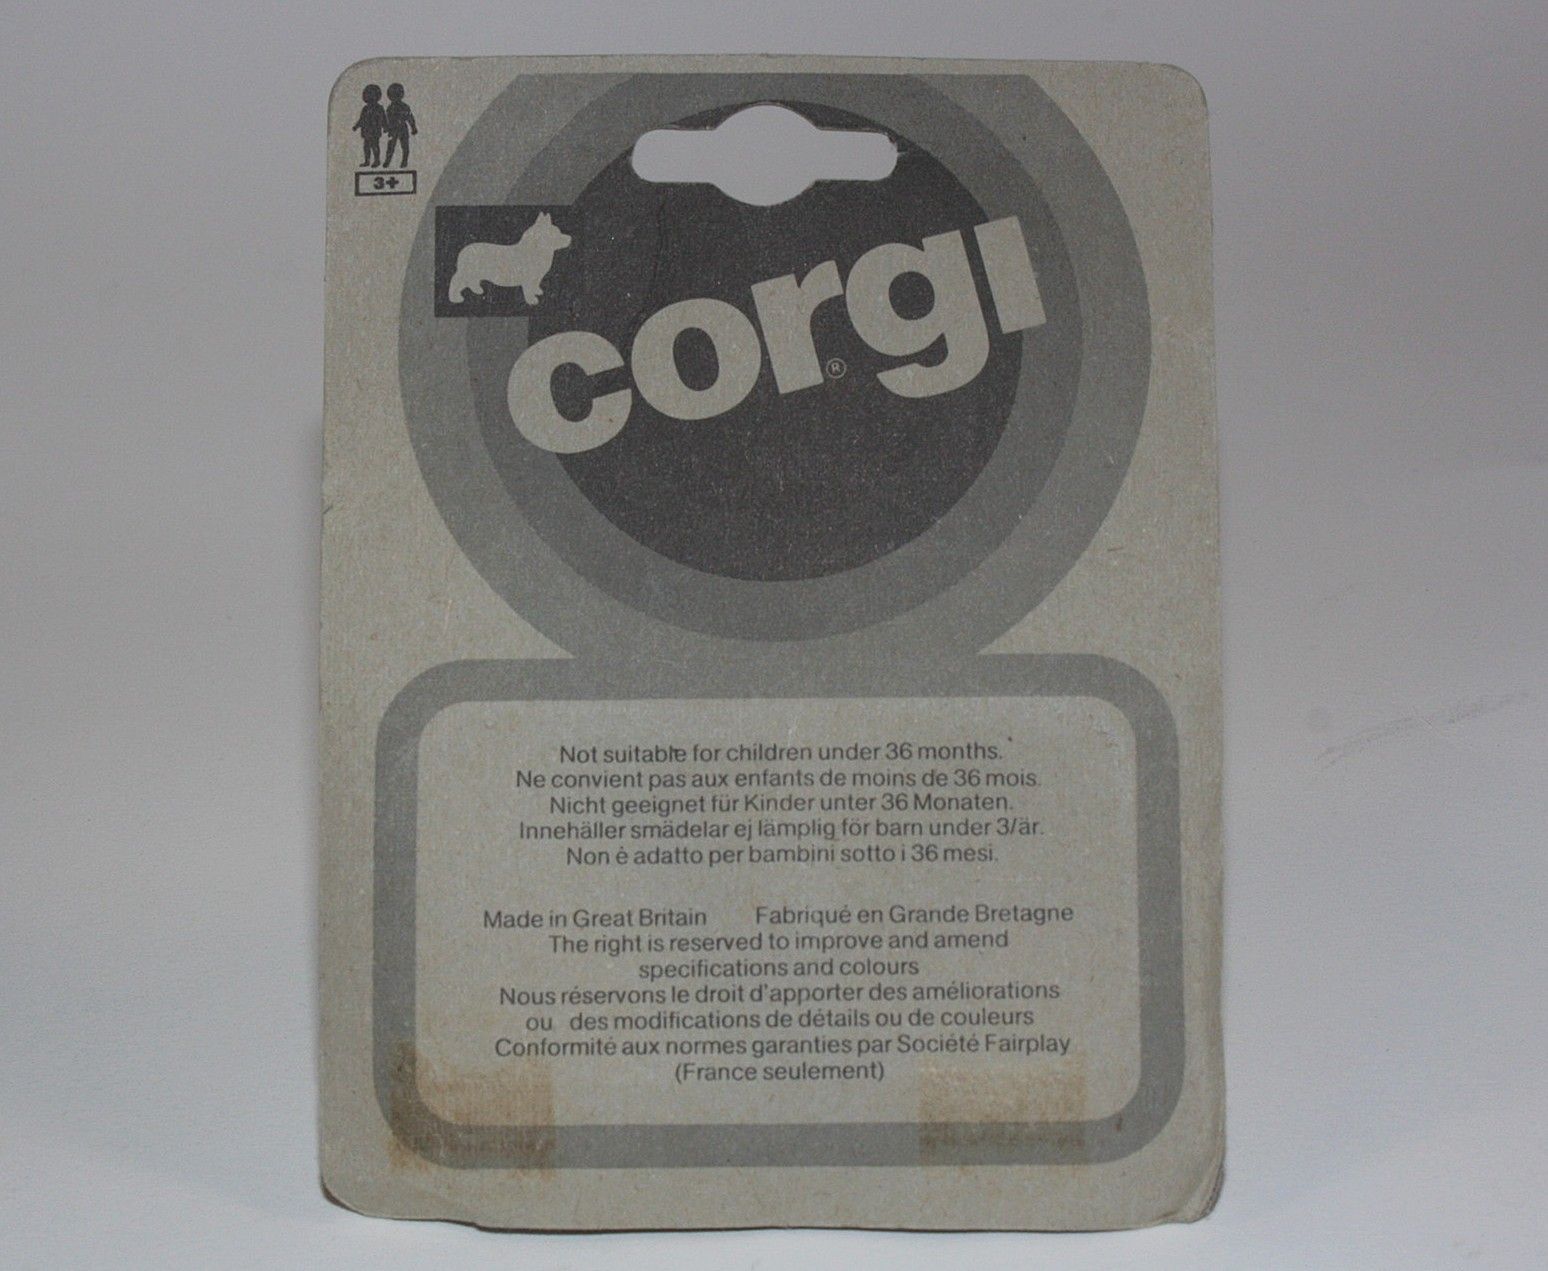 3+
corgi
®
Not suitable for children under 36 months.
Ne convient pas aux enfants de moins de 36 mois.
Nicht geeignet für Kinder unter 36 Monaten.
Innehäller smädelar ej lämplig för barn under 3/är.
Non é adatto per bambini sotto i 36 mesi.
Made in Great Britain Fabriqué en Grande Bretagne
The right is reserved to improve and amend
specifications and colours
Nous réservons le droit d'apporter des améliorations
ou des modifications de détails ou de couleurs
Conformité aux normes garanties par Société Fairplay
(France seulement)